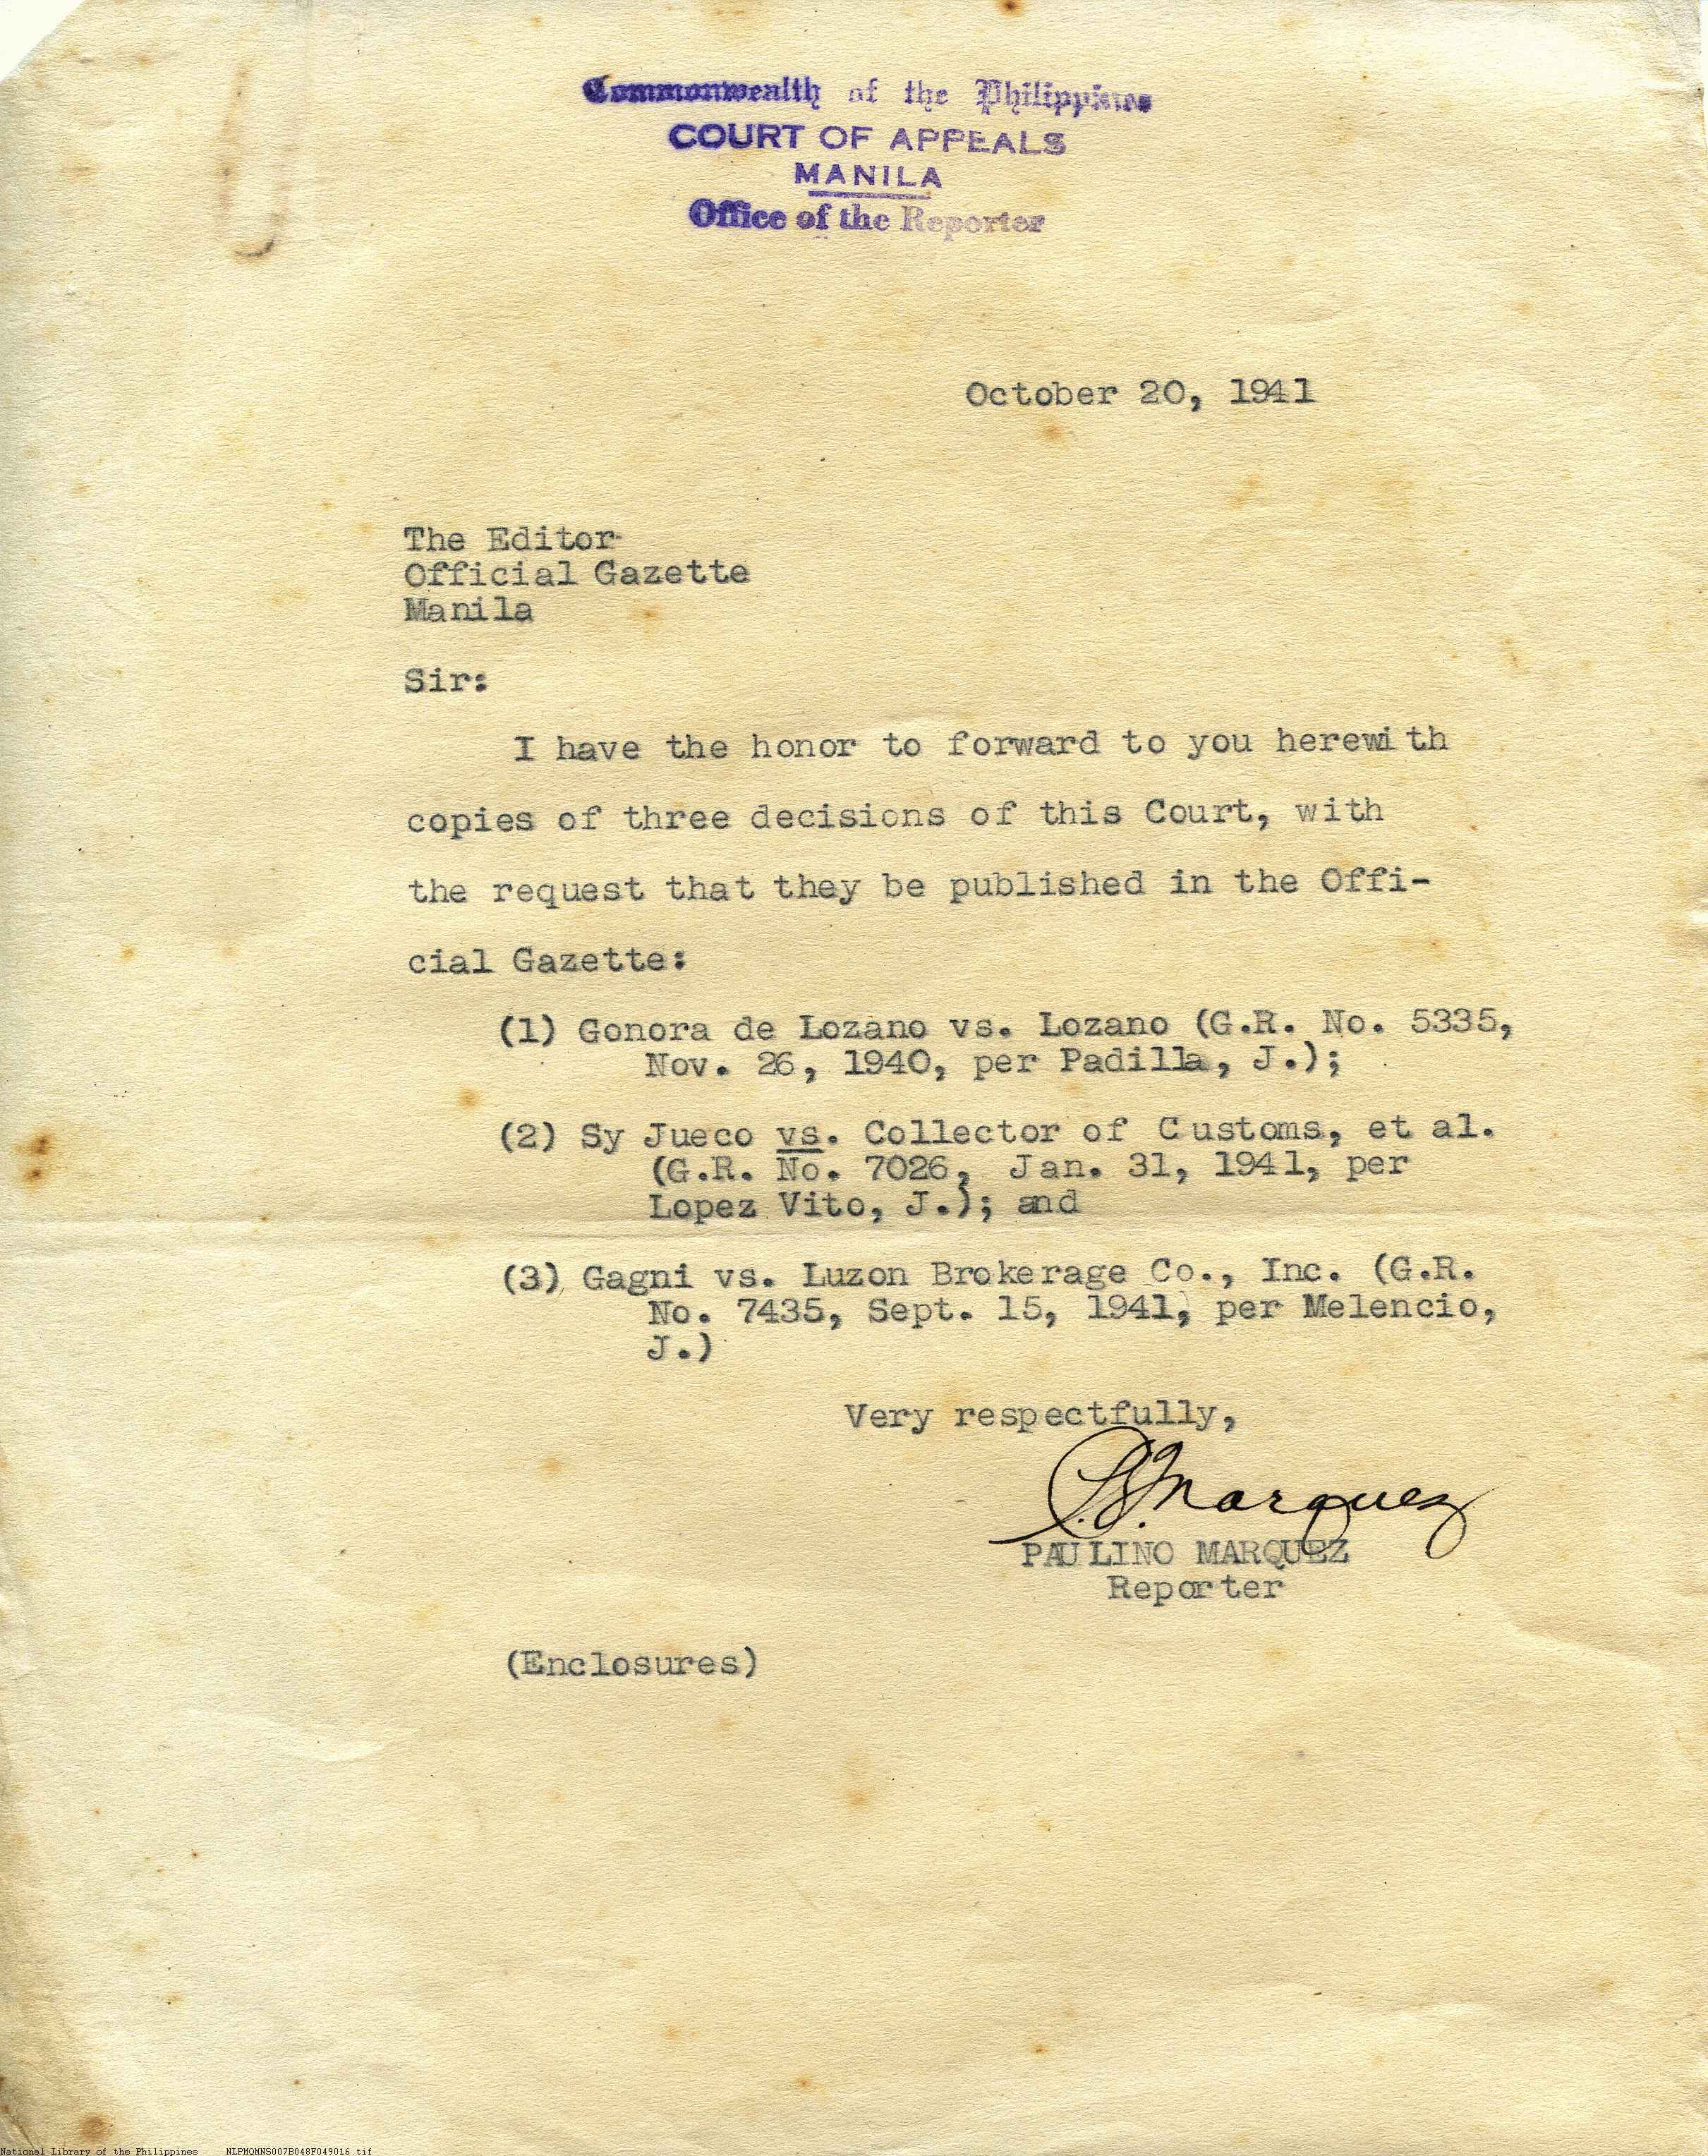 Commonwealth of the Philippines
COURT OF APPEALS
MANILA
Office of the Reporter
October 20, 1941
The Editor
Official Gazette
Manila
Sir:
I have the honor to forward to you herewith
copies of three decisions of this Court, with
the request that they be published in the Offi-
cial Gazette:
(1) Gonora de Lozano vs. Lozano (G.R. No. 5335,
Nov. 26, 1940, per Padilla, J.);
(2) Sy Jueco vs. Collector of Customs, et al.
(G.R. No. 7026, Jan. 31, 1941, per
Lopez Vito, J.); and
(3) Gagni vs. Luzon Brokerage Co., Inc. (G.R.
No. 7435, Sept. 15, 1941, per Melencio,
J.)
Very respectfully,
P.S. Marquez
PAULINO MARQUEZ
Reporter
(Enclosures)
National Library of the Philippines NLPMQMNS007B048F049016.tif